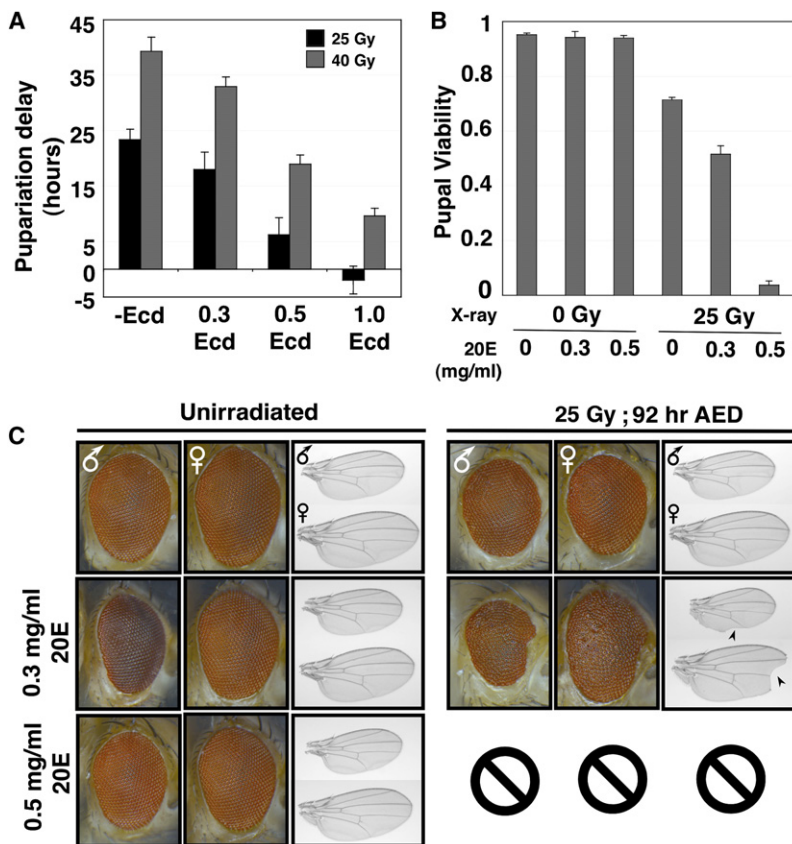 A
45
35
25
15
5
0
-5
Pupariation delay
(hours)
25 Gy
40 Gy
-Ecd
0.3
Ecd
0.5
Ecd
1.0
Ecd
B
1
0.8
0.6
0.4
0.2
0
Pupal Viability
X-ray
0 Gy
25 Gy
20E
(mg/ml)
0 0.3 0.5 0 0.3 0.5
C
Unirradiated
25 Gy ; 92 hr AED
♂ ♀ ♂
♀
♂ ♀ ♂
♀
0.3 mg/ml
20E
0.5 mg/ml
20E